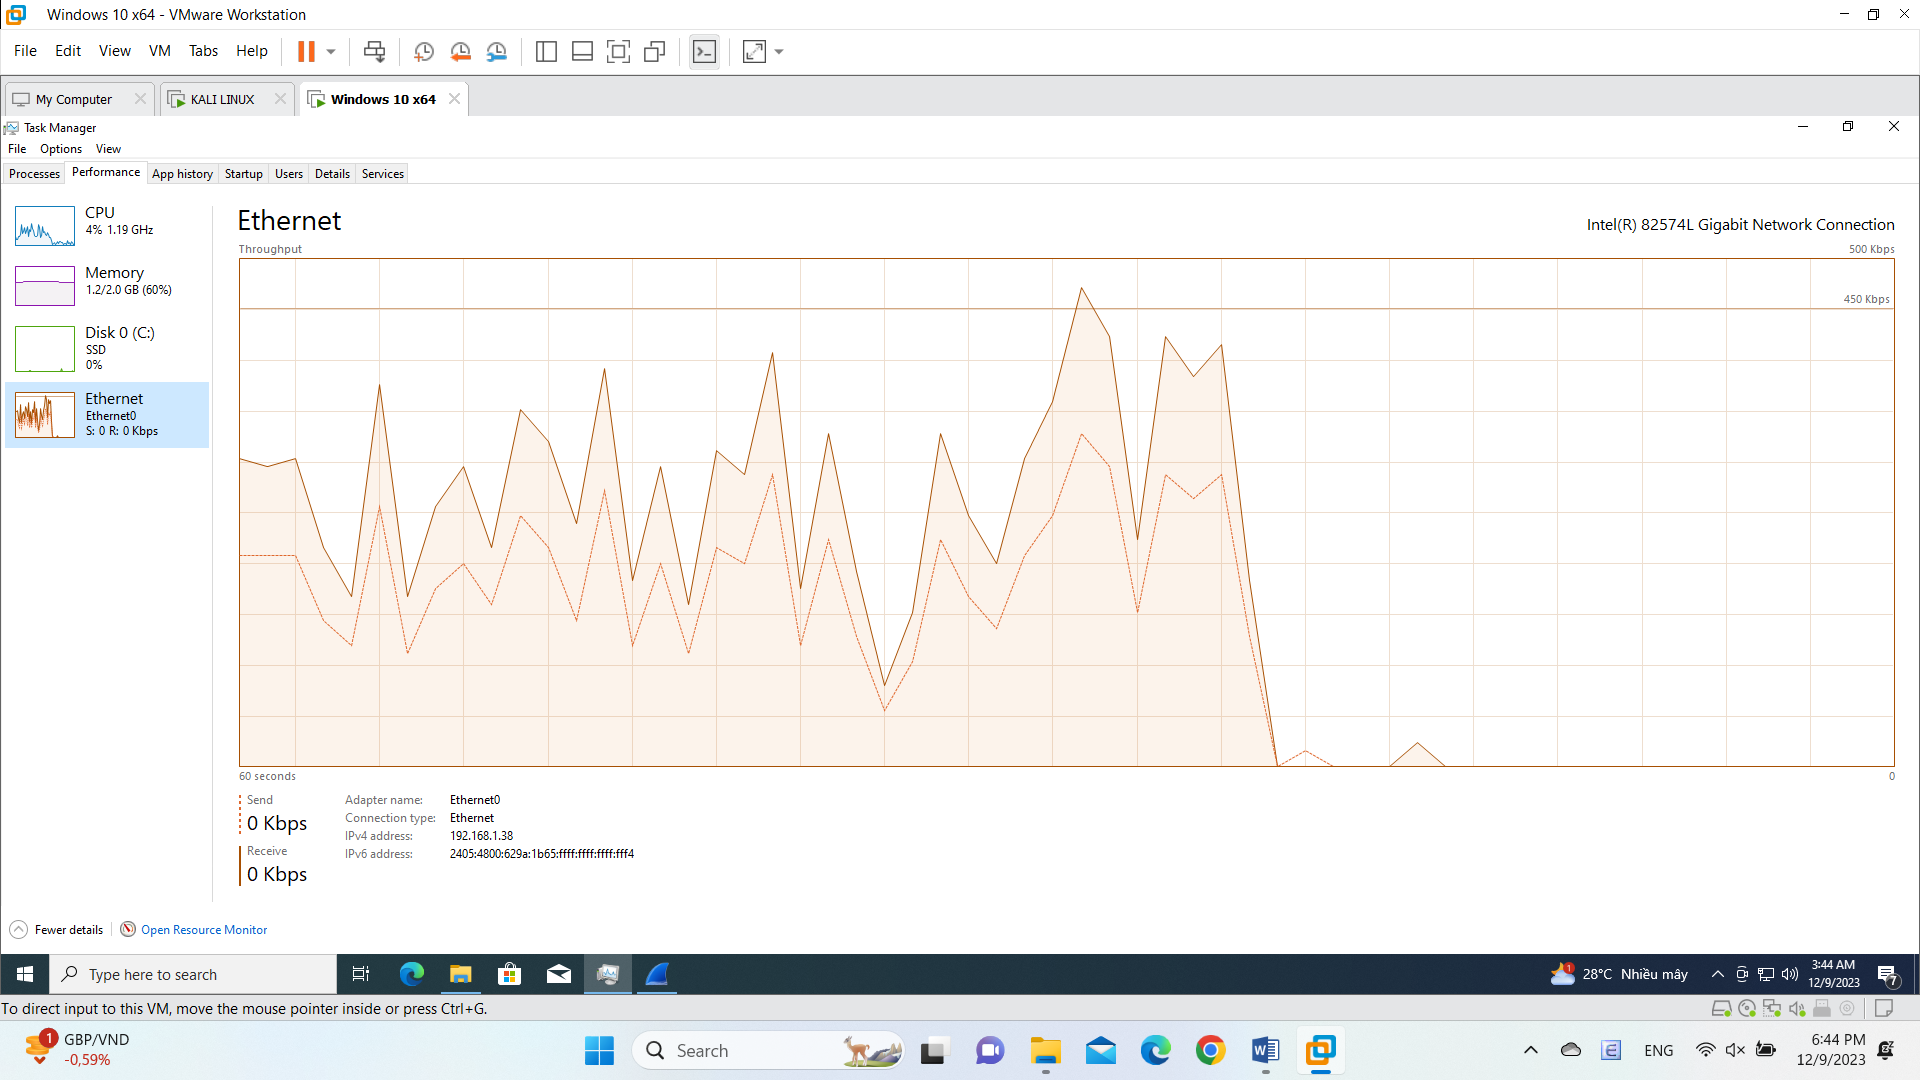 Windows 10 x64 - VMware Workstation
File Edit View VM Tabs Help
My Computer KALI LINUX Windows 10 x64
Task Manager
File Options View
Processes Performance App history Startup Users Details Services
CPU
4% 1.19 GHz
Memory
1.2/2.0 GB (60%)
Disk 0 (C:)
SSD
0%
Ethernet
Ethernet0
S: 0 R: 0 Kbps
Ethernet
Intel(R) 82574L Gigabit Network Connection
Throughput
500 Kbps
450 Kbps
60 seconds
0
Send
0 Kbps
Receive
0 Kbps
Adapter name: Ethernet0
Connection type: Ethernet
IPv4 address: 192.168.1.38
IPv6 address: 2405:4800:629a:1b65:ffff:ffff:ffff:fff4
Fewer details
Open Resource Monitor
Type here to search
1
28°C Nhiều mây
3:44 AM
12/9/2023
7
To direct input to this VM, move the mouse pointer inside or press Ctrl+G.
1
GBP/VND
-0,59%
Search
ENG
6:44 PM
12/9/2023